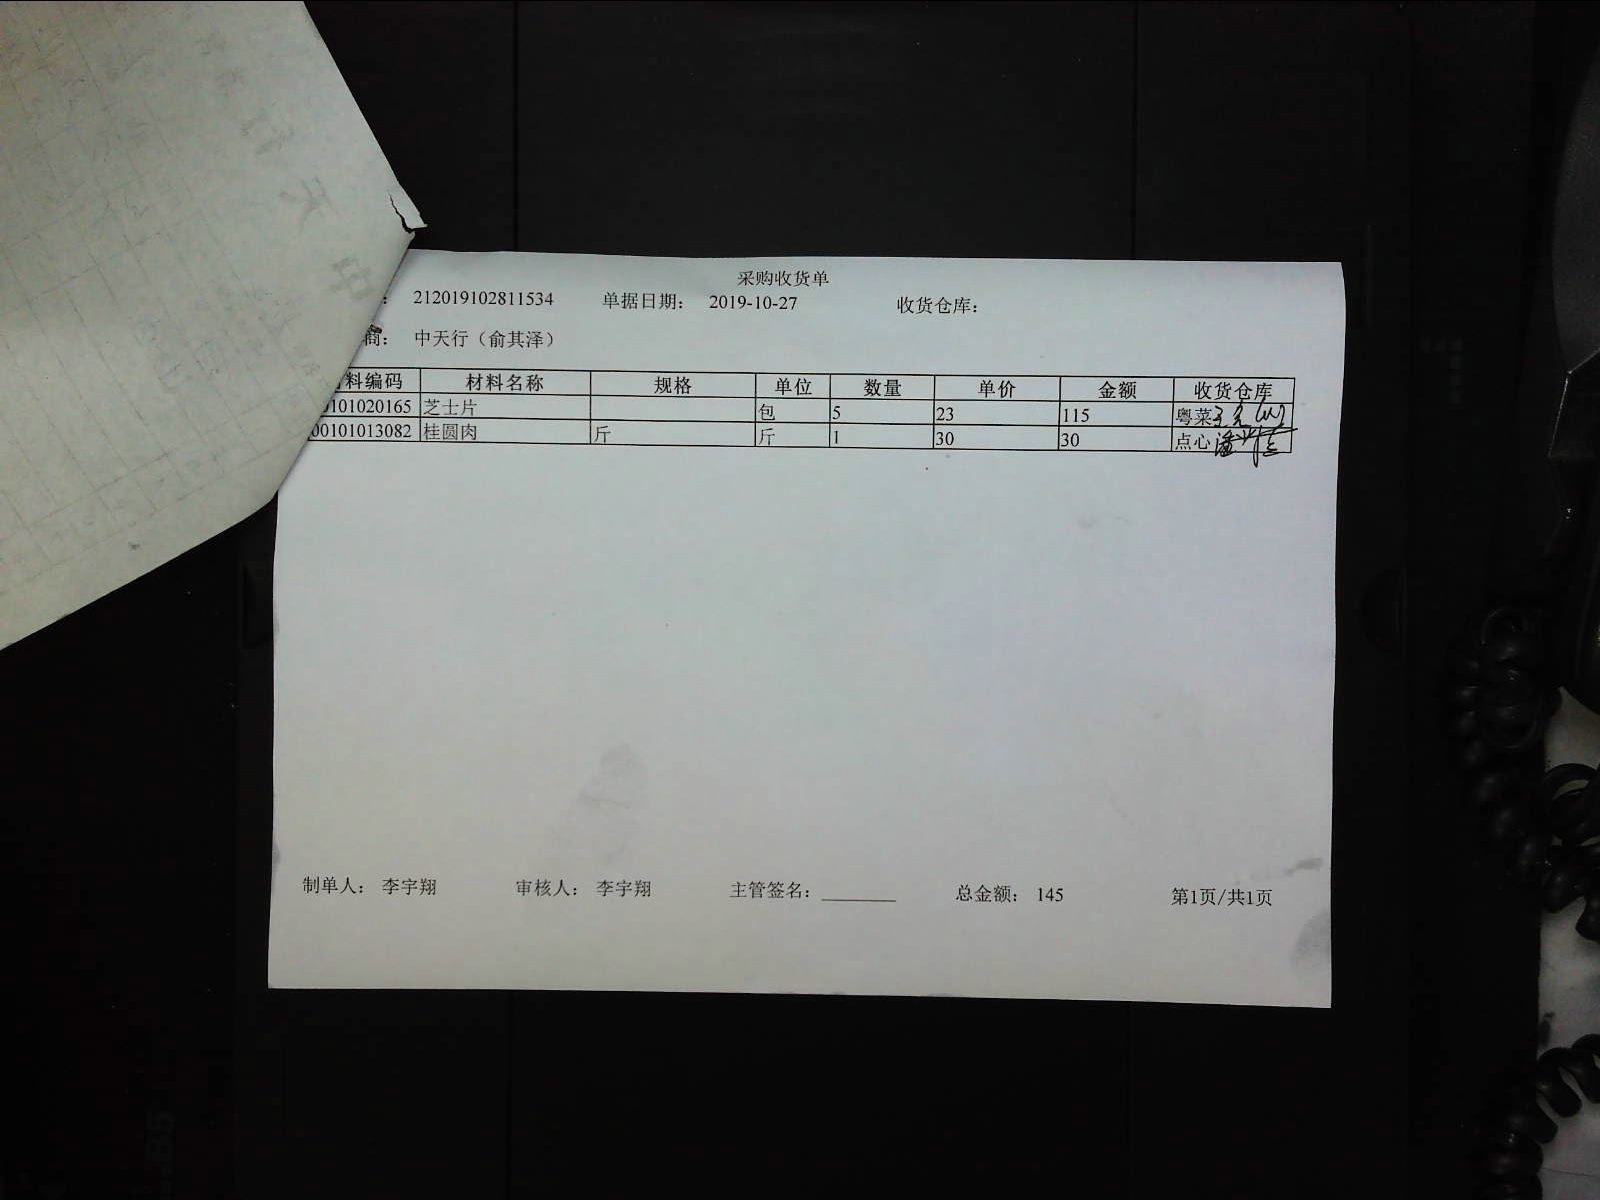 采购收货单
: 212019102811534 单据日期: 2019-10-27 收货仓库:
商: 中天行（俞其泽）
料编码 材料名称 规格 单位 数量 单价 金额 收货仓库
0101020165 芝士片 包 5 23 115 粤菜
00101013082 桂圆肉 斤 斤 1 30 30 点心
制单人: 李宇翔 审核人: 李宇翔 主管签名: 总金额: 145 第1页/共1页